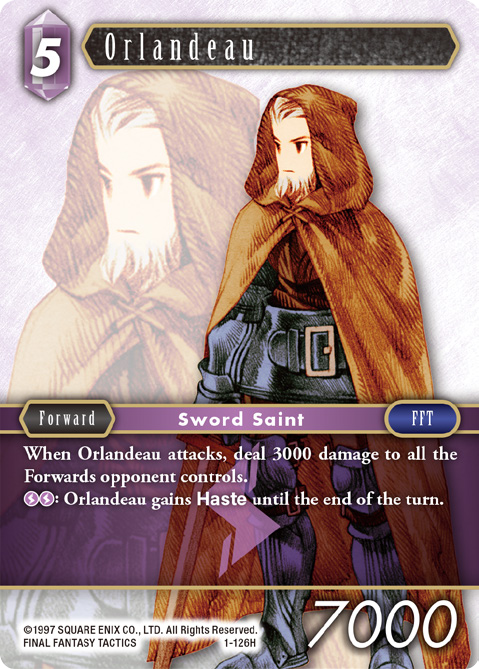 5
Orlandeau
Forward
Sword Saint
FFT
When Orlandeau attacks, deal 3000 damage to all the
Forwards opponent controls.
: Orlandeau gains Haste until the end of the turn.
©1997 SQUARE ENIX CO., LTD. All Rights Reserved.
FINAL FANTASY TACTICS
1-126H
7000